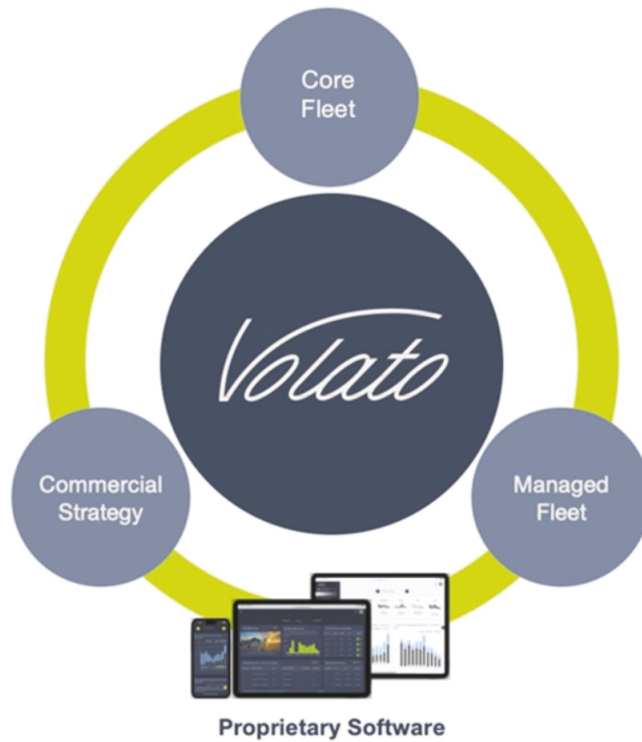 Core
Fleet
Volato
Commercial
Strategy
Managed
Fleet
Proprietary Software